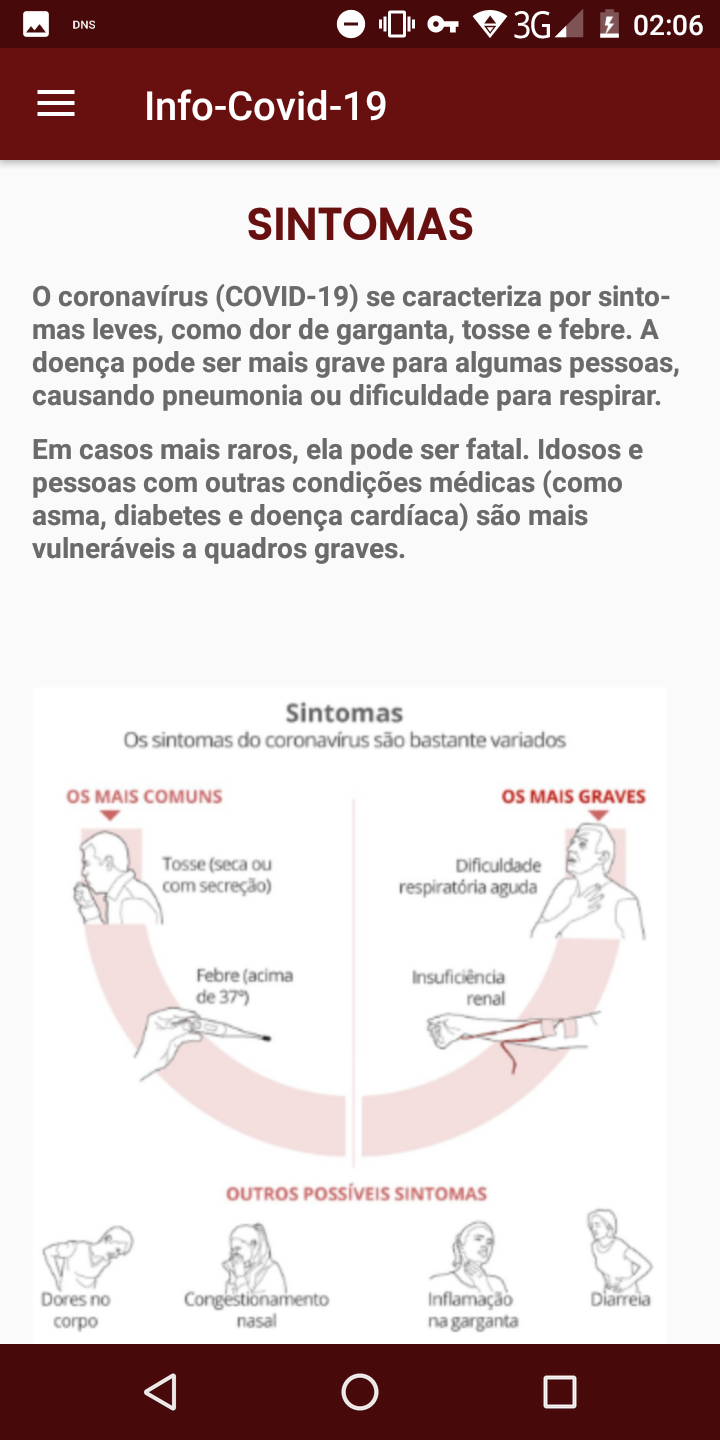 DNS
3G
02:06
Info-Covid-19
SINTOMAS
O coronavírus (COVID-19) se caracteriza por sinto-
mas leves, como dor de garganta, tosse e febre. A
doença pode ser mais grave para algumas pessoas,
causando pneumonia ou dificuldade para respirar.
Em casos mais raros, ela pode ser fatal. Idosos e
pessoas com outras condições médicas (como
asma, diabetes e doença cardíaca) são mais
vulneráveis a quadros graves.
Sintomas
Os sintomas do coronavírus são bastante variados
OS MAIS COMUNS
Tosse (seca ou
com secreção)
Febre (acima
de 37º)
OS MAIS GRAVES
Dificuldade
respiratória aguda
Insuficiência
renal
OUTROS POSSÍVEIS SINTOMAS
Dores no
corpo
Congestionamento
nasal
Inflamação
na garganta
Diarreia